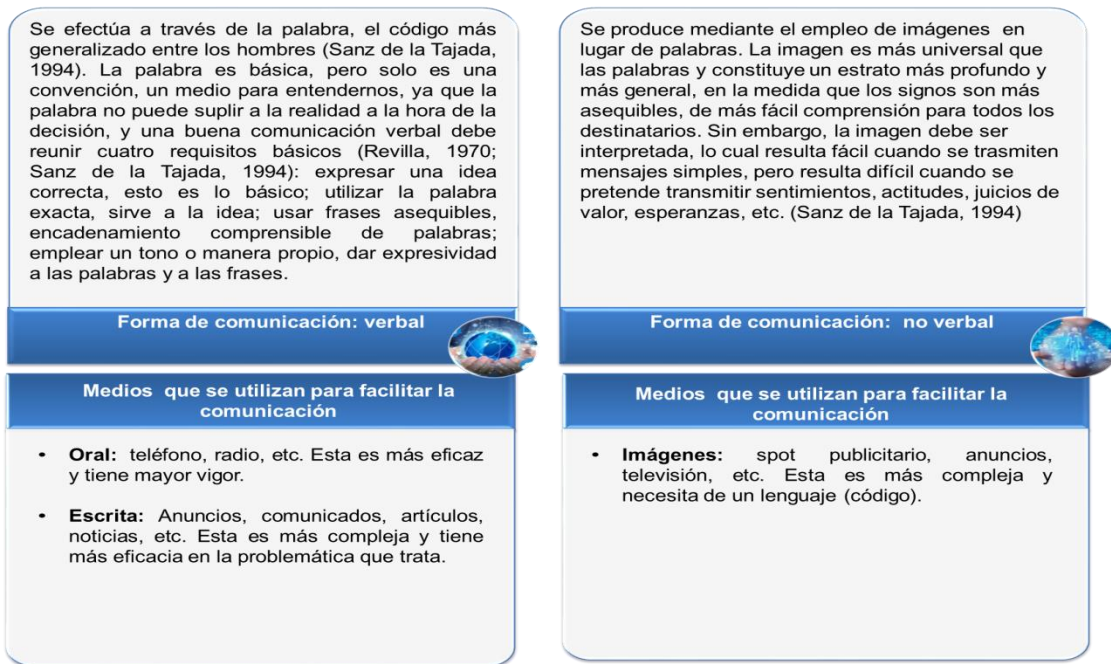 Se efectúa a través de la palabra, el código más
generalizado entre los hombres (Sanz de la Tajada,
1994). La palabra es básica, pero solo es una
convención, un medio para entendernos, ya que la
palabra no puede suplir a la realidad a la hora de la
decisión, y una buena comunicación verbal debe
reunir cuatro requisitos básicos (Revilla, 1970;
Sanz de la Tajada, 1994): expresar una idea
correcta, esto es lo básico; utilizar la palabra
exacta, sirve a la idea; usar frases asequibles,
encadenamiento comprensible de palabras;
emplear un tono o manera propio, dar expresividad
a las palabras y a las frases.
Forma de comunicación: verbal
Medios que se utilizan para facilitar la
comunicación
• Oral: teléfono, radio, etc. Esta es más eficaz
y tiene mayor vigor.
• Escrita: Anuncios, comunicados, artículos,
noticias, etc. Esta es más compleja y tiene
más eficacia en la problemática que trata.
Se produce mediante el empleo de imágenes en
lugar de palabras. La imagen es más universal que
las palabras y constituye un estrato más profundo y
más general, en la medida que los signos son más
asequibles, de más fácil comprensión para todos los
destinatarios. Sin embargo, la imagen debe ser
interpretada, lo cual resulta fácil cuando se trasmiten
mensajes simples, pero resulta difícil cuando se
pretende transmitir sentimientos, actitudes, juicios de
valor, esperanzas, etc. (Sanz de la Tajada, 1994)
Forma de comunicación: no verbal
Medios que se utilizan para facilitar la
comunicación
• Imágenes: spot publicitario, anuncios,
televisión, etc. Esta es más compleja y
necesita de un lenguaje (código).